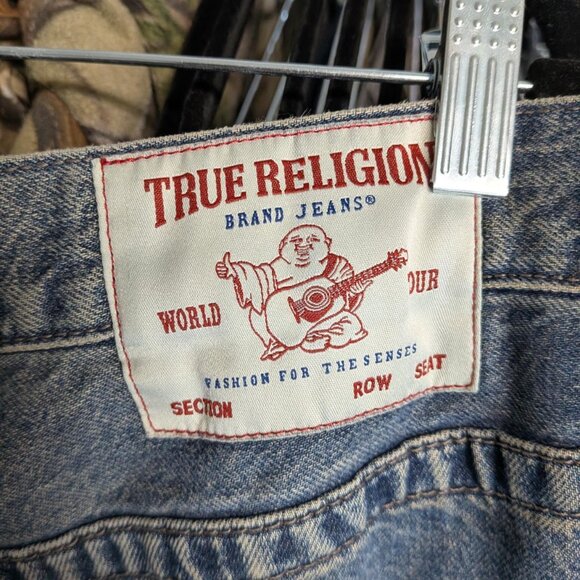 TRUE RELIGION
BRAND JEANS®
WORLD TOUR
FASHION FOR THE SENSES
SECTION ROW SEAT